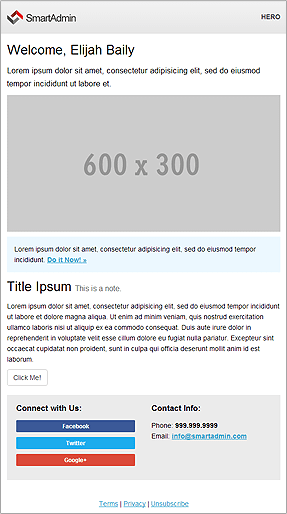 SmartAdmin
HERO
Welcome, Elijah Baily
Lorem ipsum dolor sit amet, consectetur adipiscing elit, sed do eiusmod
tempor incididunt ut labore et.
600 x 300
Lorem ipsum dolor sit amet, consectetur adipiscing elit, sed do eiusmod tempor
incididunt. Do it Now! »
Title Ipsum This is a note.
Lorem ipsum dolor sit amet, consectetur adipiscing elit, sed do eiusmod tempor incididunt
ut labore et dolore magna aliqua. Ut enim ad minim veniam, quis nostrud exercitation
ullamco laboris nisi ut aliquip ex ea commodo consequat. Duis aute irure dolor in
reprehenderit in voluptate velit esse cillum dolore eu fugiat nulla pariatur. Excepteur sint
occaecat cupidatat non proident, sunt in culpa qui officia deserunt mollit anim id est
laborum.
Click Me!
Connect with Us:
Facebook
Twitter
Google+
Contact Info:
Phone: 999.999.9999
Email: info@smartadmin.com
Terms | Privacy | Unsubscribe